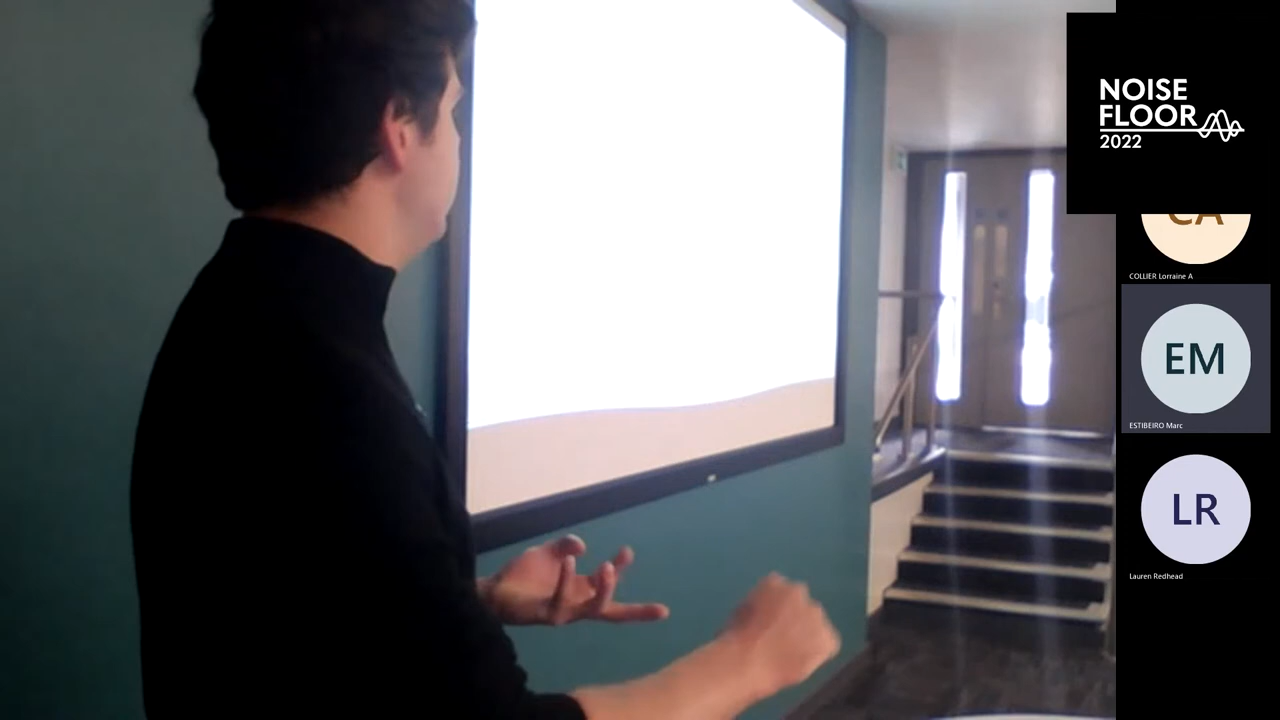 NOISE
FLOOR
2022
CA
COLLIER Lorraine A
EM
ESTIBEIRO Marc
LR
Lauren Redhead